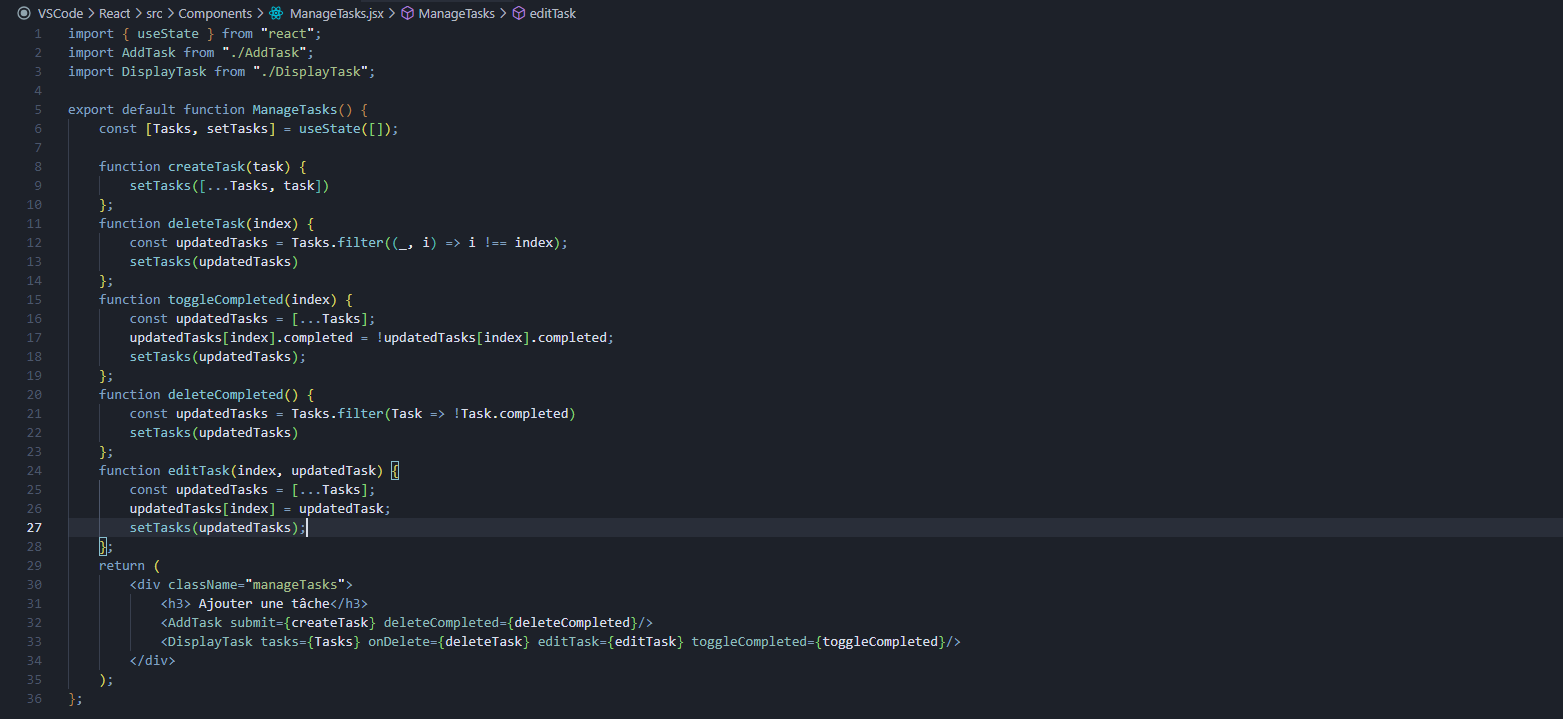 VSCode > React > src > Components > ManageTasks.jsx > ManageTasks > editTask
1 import { useState } from "react";
2 import AddTask from "./AddTask";
3 import DisplayTask from "./DisplayTask";
4
5 export default function ManageTasks() {
6     const [Tasks, setTasks] = useState([]);
7
8     function createTask(task) {
9         setTasks([...Tasks, task])
10     };
11     function deleteTask(index) {
12         const updatedTasks = Tasks.filter((_, i) => i !== index);
13         setTasks(updatedTasks)
14     };
15     function toggleCompleted(index) {
16         const updatedTasks = [...Tasks];
17         updatedTasks[index].completed = !updatedTasks[index].completed;
18         setTasks(updatedTasks);
19     };
20     function deleteCompleted() {
21         const updatedTasks = Tasks.filter(Task => !Task.completed)
22         setTasks(updatedTasks)
23     };
24     function editTask(index, updatedTask) {
25         const updatedTasks = [...Tasks];
26         updatedTasks[index] = updatedTask;
27         setTasks(updatedTasks);
28     };
29     return (
30         <div className="manageTasks">
31             <h3> Ajouter une tâche</h3>
32             <AddTask submit={createTask} deleteCompleted={deleteCompleted}/>
33             <DisplayTask tasks={Tasks} onDelete={deleteTask} editTask={editTask} toggleCompleted={toggleCompleted}/>
34         </div>
35     );
36 };